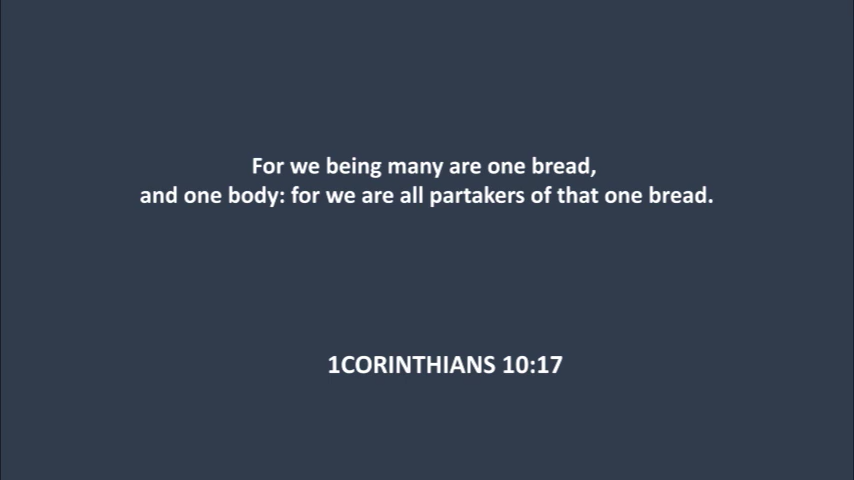 For we being many are one bread,
and one body: for we are all partakers of that one bread.
1CORINTHIANS 10:17